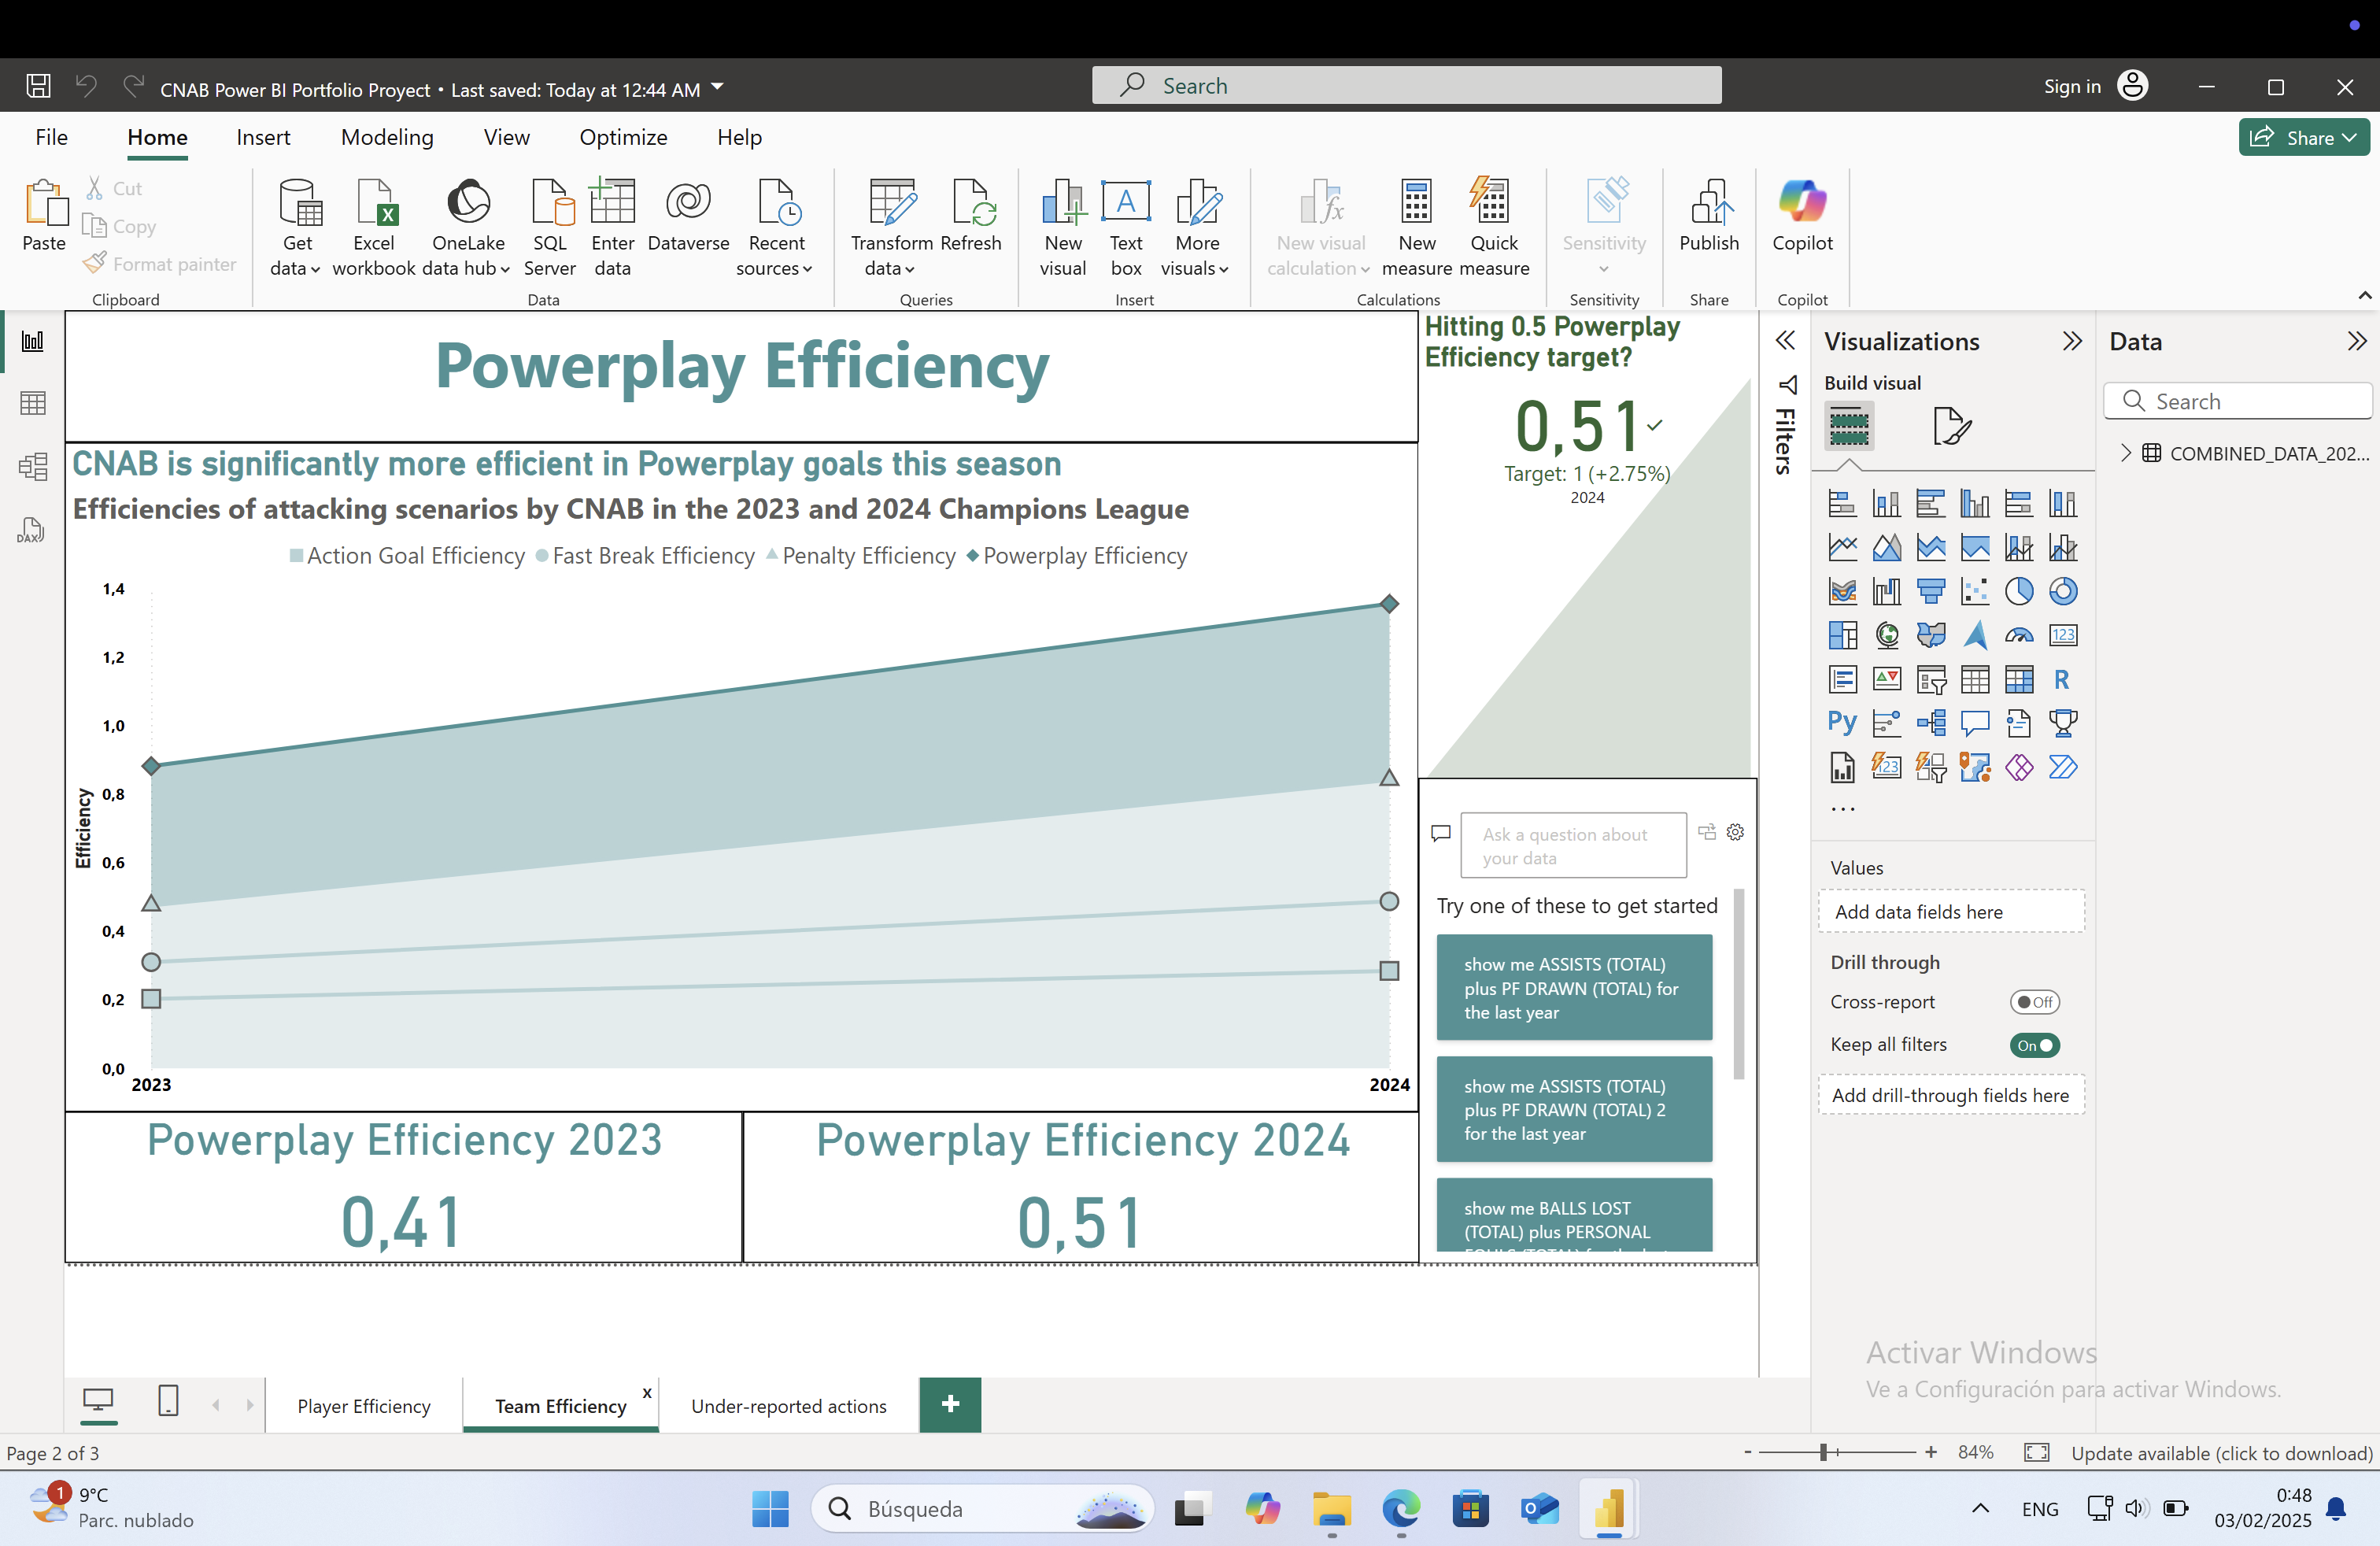 CNAB Power BI Portfolio Proyect • Last saved: Today at 12:44 AM
Search
Sign in
File Home Insert Modeling View Optimize Help
Share
Paste
Cut
Copy
Format painter
Clipboard
Get data
Excel workbook
OneLake data hub
SQL Server
Enter data
Dataverse
Recent sources
Data
Transform data
Refresh
Queries
New visual
Text box
More visuals
Insert
New visual calculation
New measure
Quick measure
Calculations
Sensitivity
Sensitivity
Publish
Share
Copilot
Copilot
Powerplay Efficiency
CNAB is significantly more efficient in Powerplay goals this season
Efficiencies of attacking scenarios by CNAB in the 2023 and 2024 Champions League
Action Goal Efficiency Fast Break Efficiency Penalty Efficiency Powerplay Efficiency
1,4
1,2
1,0
0,8
0,6
0,4
0,2
0,0
Efficiency
2023 2024
Powerplay Efficiency 2023
0,41
Powerplay Efficiency 2024
0,51
Hitting 0.5 Powerplay
Efficiency target?
0,51
Target: 1 (+2.75%)
2024
Ask a question about
your data
Try one of these to get started
show me ASSISTS (TOTAL)
plus PF DRAWN (TOTAL) for
the last year
show me ASSISTS (TOTAL)
plus PF DRAWN (TOTAL) 2
for the last year
show me BALLS LOST
(TOTAL) plus PERSONAL
Filters
Visualizations
Build visual
123
R
Py
123
...
Values
Add data fields here
Drill through
Cross-report Off
Keep all filters On
Add drill-through fields here
Data
Search
COMBINED_DATA_202...
DAX
Activar Windows
Ve a Configuración para activar Windows.
Player Efficiency Team Efficiency x Under-reported actions +
Page 2 of 3
- + 84%
Update available (click to download)
1
9°C
Parc. nublado
Búsqueda
ENG
0:48
03/02/2025